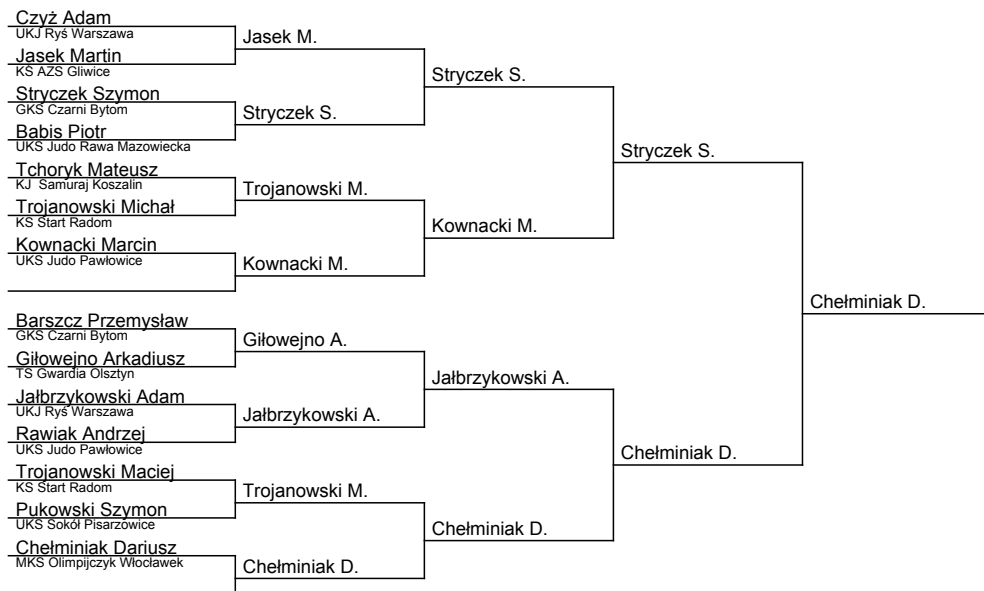 Czyż Adam
UKJ Ryś Warszawa
Jasek Martin
KS AZS Gliwice
Stryczek Szymon
GKS Czarni Bytom
Babis Piotr
UKS Judo Rawa Mazowiecka
Tchoryk Mateusz
KJ  Samuraj Koszalin
Trojanowski Michał
KS Start Radom
Kownacki Marcin
UKS Judo Pawłowice
Barszcz Przemysław
GKS Czarni Bytom
Giłowejno Arkadiusz
TS Gwardia Olsztyn
Jałbrzykowski Adam
UKJ Ryś Warszawa
Rawiak Andrzej
UKS Judo Pawłowice
Trojanowski Maciej
KS Start Radom
Pukowski Szymon
UKS Sokół Pisarzowice
Chełminiak Dariusz
MKS Olimpijczyk Włocławek
Jasek M.
Stryczek S.
Trojanowski M.
Kownacki M.
Giłowejno A.
Jałbrzykowski A.
Trojanowski M.
Chełminiak D.
Stryczek S.
Kownacki M.
Jałbrzykowski A.
Chełminiak D.
Stryczek S.
Chełminiak D.
Chełminiak D.